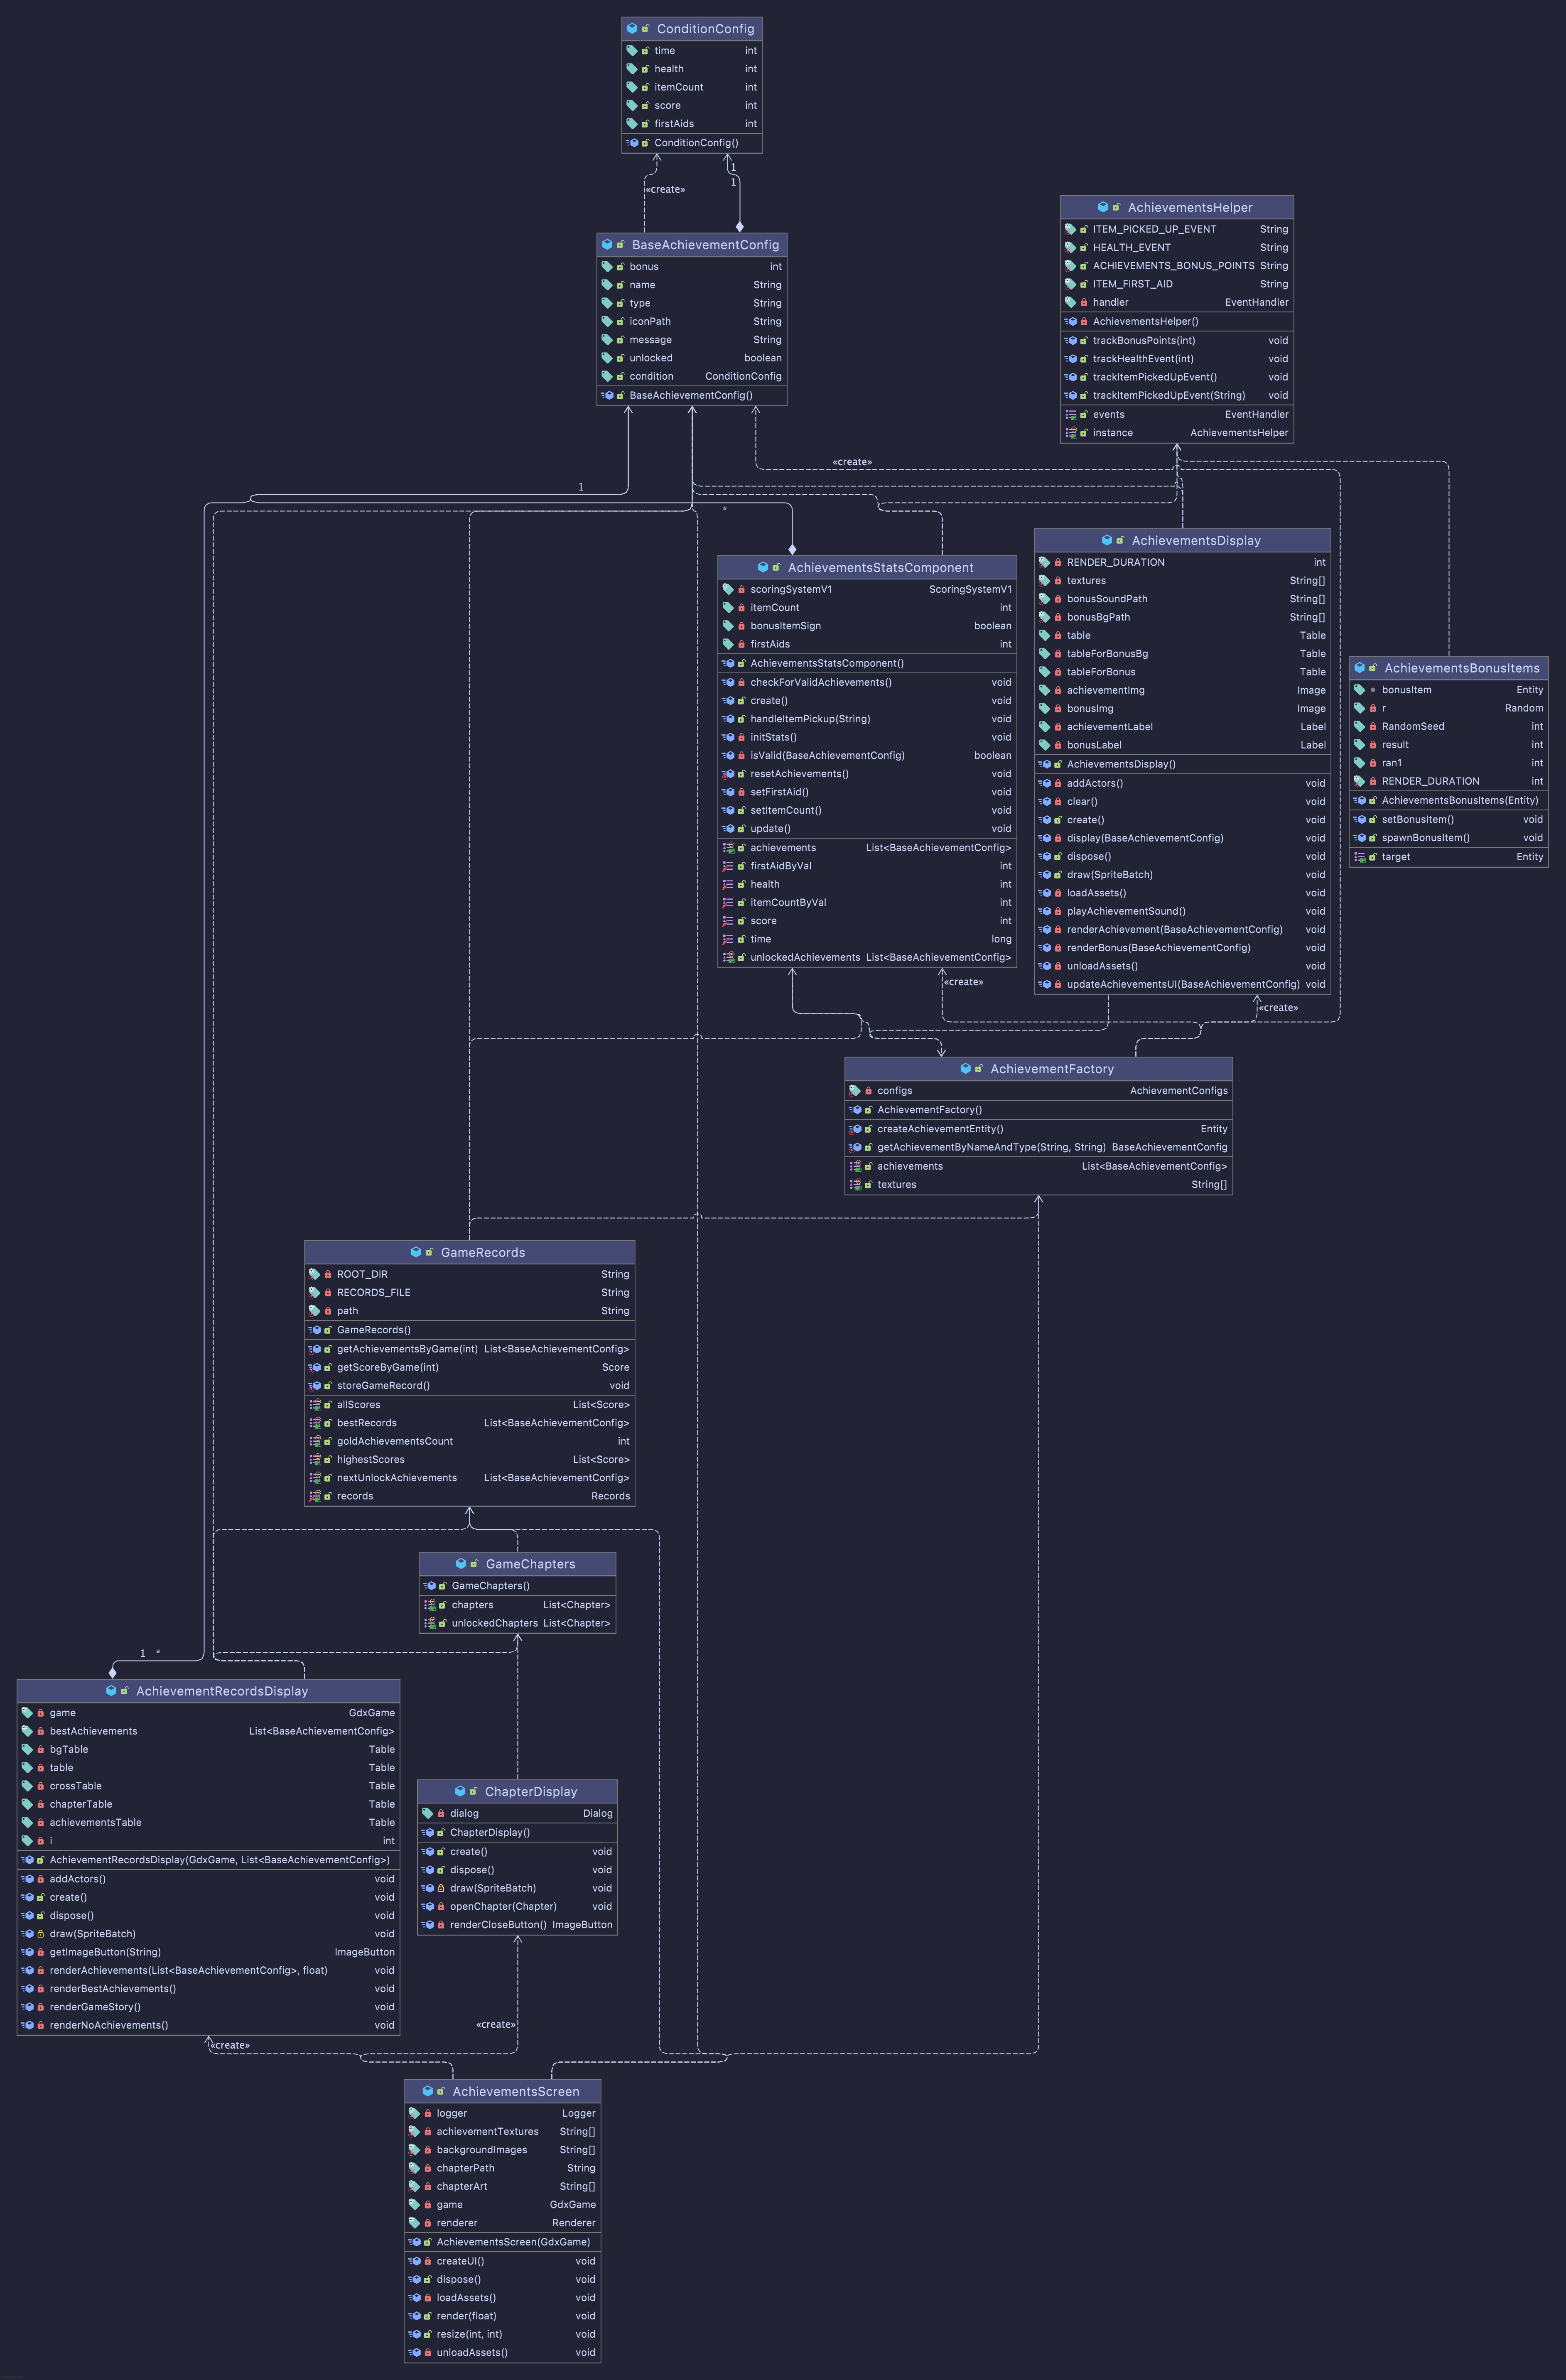 ConditionConfig
time int
health int
itemCount int
score int
firstAids int
ConditionConfig()
1
«create»
1
AchievementsHelper
ITEM_PICKED_UP_EVENT String
HEALTH_EVENT String
ACHIEVEMENTS_BONUS_POINTS String
ITEM_FIRST_AID String
handler EventHandler
AchievementsHelper()
trackBonusPoints(int) void
trackHealthEvent(int) void
trackItemPickedUpEvent() void
trackItemPickedUpEvent(String) void
events EventHandler
instance AchievementsHelper
BaseAchievementConfig
bonus int
name String
type String
iconPath String
message String
unlocked boolean
condition ConditionConfig
BaseAchievementConfig()
«create»
1
*
AchievementsStatsComponent
scoringSystemV1 ScoringSystemV1
itemCount int
bonusItemSign boolean
firstAids int
AchievementsStatsComponent()
checkForValidAchievements() void
create() void
handleItemPickup(String) void
initStats() void
isValid(BaseAchievementConfig) boolean
resetAchievements() void
setFirstAid() void
setItemCount() void
update() void
achievements List<BaseAchievementConfig>
firstAidByVal int
health int
itemCountByVal int
score int
time long
unlockedAchievements List<BaseAchievementConfig>
AchievementsDisplay
RENDER_DURATION int
textures String[]
bonusSoundPath String[]
bonusBgPath String[]
table Table
tableForBonusBg Table
tableForBonus Table
achievementImg Image
bonusImg Image
achievementLabel Label
bonusLabel Label
AchievementsDisplay()
addActors() void
clear() void
create() void
display(BaseAchievementConfig) void
dispose() void
draw(SpriteBatch) void
loadAssets() void
playAchievementSound() void
renderAchievement(BaseAchievementConfig) void
renderBonus(BaseAchievementConfig) void
unloadAssets() void
updateAchievementsUI(BaseAchievementConfig) void
AchievementsBonusItems
bonusItem Entity
r Random
RandomSeed int
result int
ran1 int
RENDER_DURATION int
AchievementsBonusItems(Entity)
setBonusItem() void
spawnBonusItem() void
target Entity
«create»
«create»
AchievementFactory
configs AchievementConfigs
AchievementFactory()
createAchievementEntity() Entity
getAchievementByNameAndType(String, String) BaseAchievementConfig
achievements List<BaseAchievementConfig>
textures String[]
GameRecords
ROOT_DIR String
RECORDS_FILE String
path String
GameRecords()
getAchievementsByGame(int) List<BaseAchievementConfig>
getScoreByGame(int) Score
storeGameRecord() void
allScores List<Score>
bestRecords List<BaseAchievementConfig>
goldAchievementsCount int
highestScores List<Score>
nextUnlockAchievements List<BaseAchievementConfig>
records Records
GameChapters
GameChapters()
chapters List<Chapter>
unlockedChapters List<Chapter>
1 *
AchievementRecordsDisplay
game GdxGame
bestAchievements List<BaseAchievementConfig>
bgTable Table
table Table
crossTable Table
chapterTable Table
achievementsTable Table
i int
AchievementRecordsDisplay(GdxGame, List<BaseAchievementConfig>)
addActors() void
create() void
dispose() void
draw(SpriteBatch) void
getImageButton(String) ImageButton
renderAchievements(List<BaseAchievementConfig>, float) void
renderBestAchievements() void
renderGameStory() void
renderNoAchievements() void
ChapterDisplay
dialog Dialog
ChapterDisplay()
create() void
dispose() void
draw(SpriteBatch) void
openChapter(Chapter) void
renderCloseButton() ImageButton
«create»
«create»
AchievementsScreen
logger Logger
achievementTextures String[]
backgroundImages String[]
chapterPath String
chapterArt String[]
game GdxGame
renderer Renderer
AchievementsScreen(GdxGame)
createUI() void
dispose() void
loadAssets() void
render(float) void
resize(int, int) void
unloadAssets() void